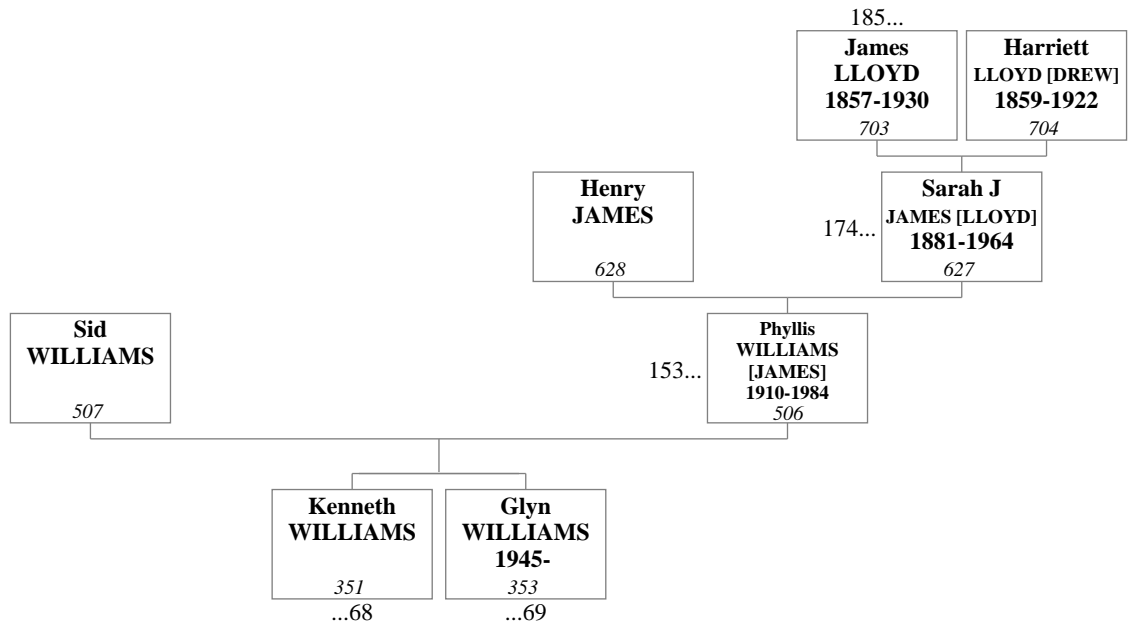 185...
James
LLOYD
1857-1930
703
Harriett
LLOYD [DREW]
1859-1922
704
Henry
JAMES
628
174...
Sarah J
JAMES [LLOYD]
1881-1964
627
Sid
WILLIAMS
507
153...
Phyllis
WILLIAMS
[JAMES]
1910-1984
506
Kenneth
WILLIAMS
351
...68
Glyn
WILLIAMS
1945-
353
...69